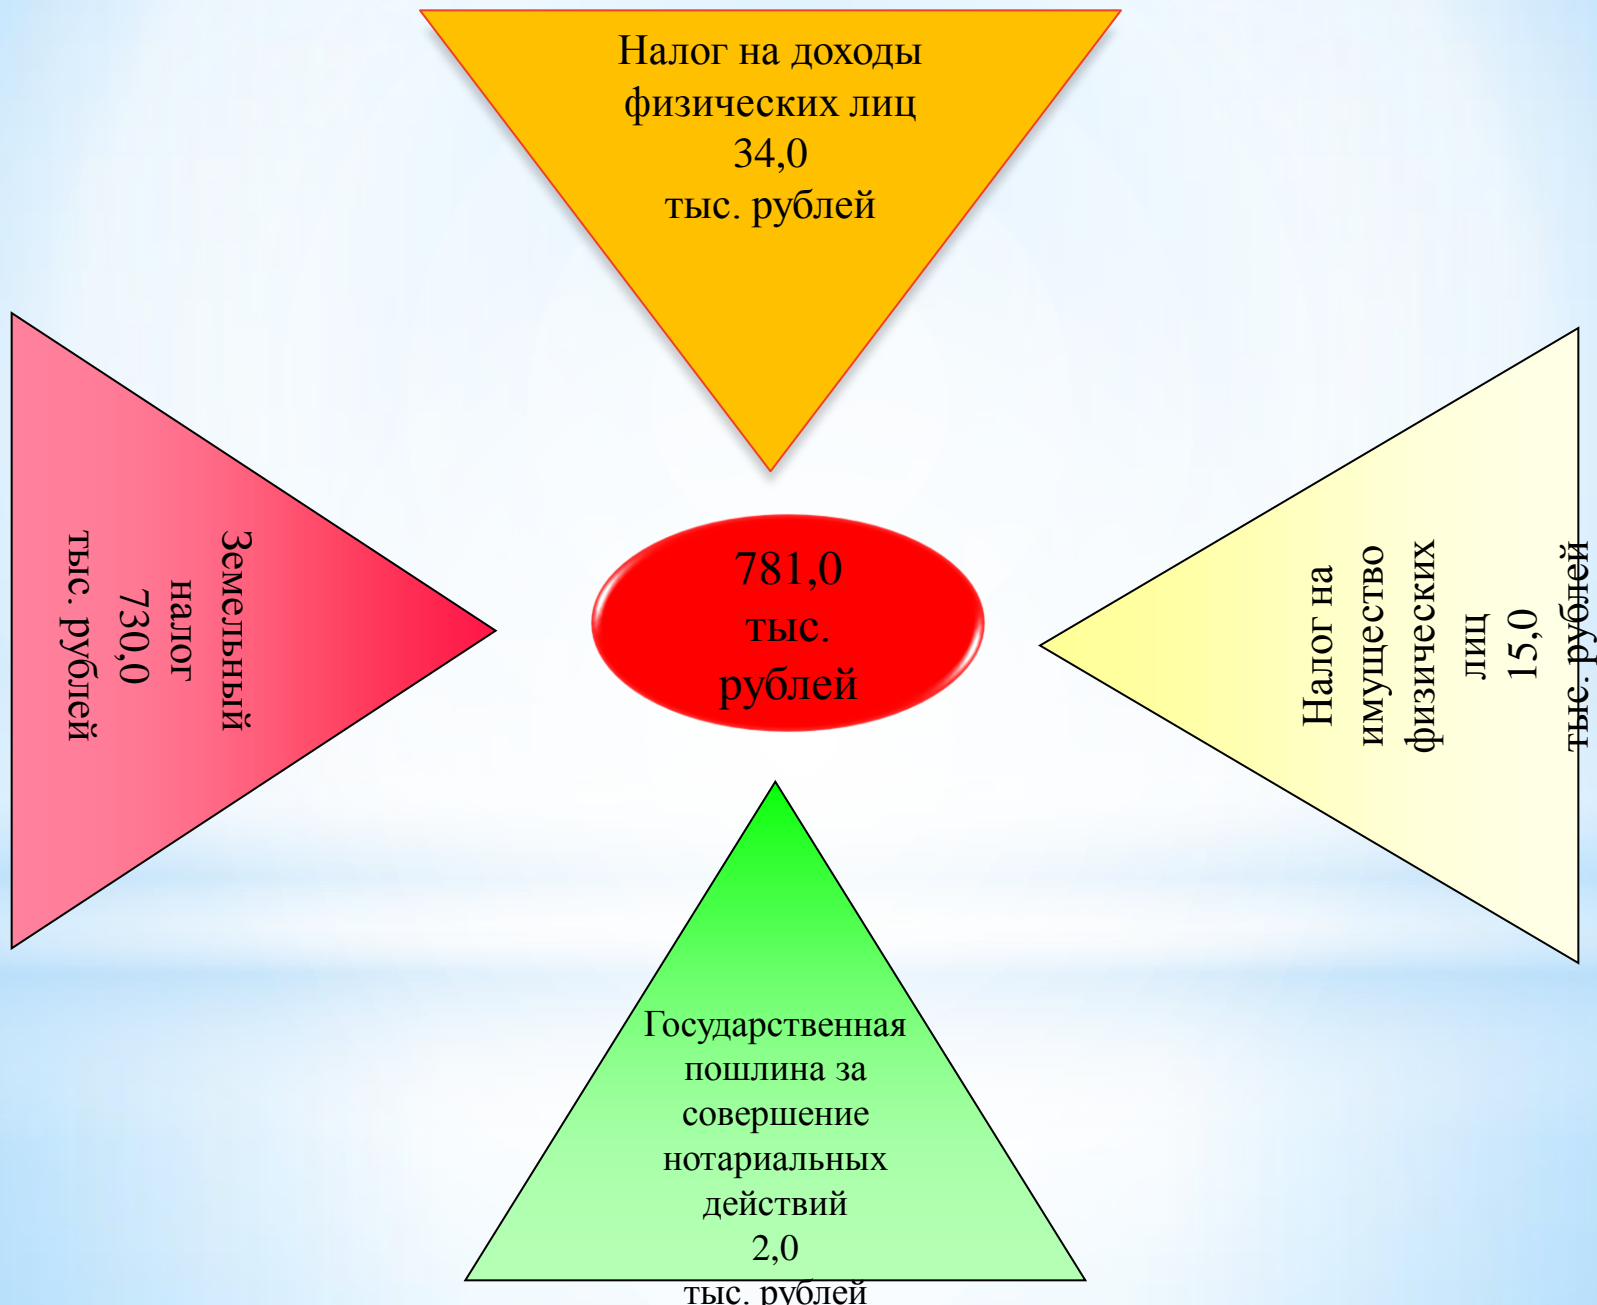 Налог на доходы
физических лиц
34,0
тыс. рублей
Земельный
налог
730,0
тыс. рублей
781,0
тыс.
рублей
Налог на
имущество
физических
лиц
15,0
тыс. рублей
Государственная
пошлина за
совершение
нотариальных
действий
2,0
тыс. рублей